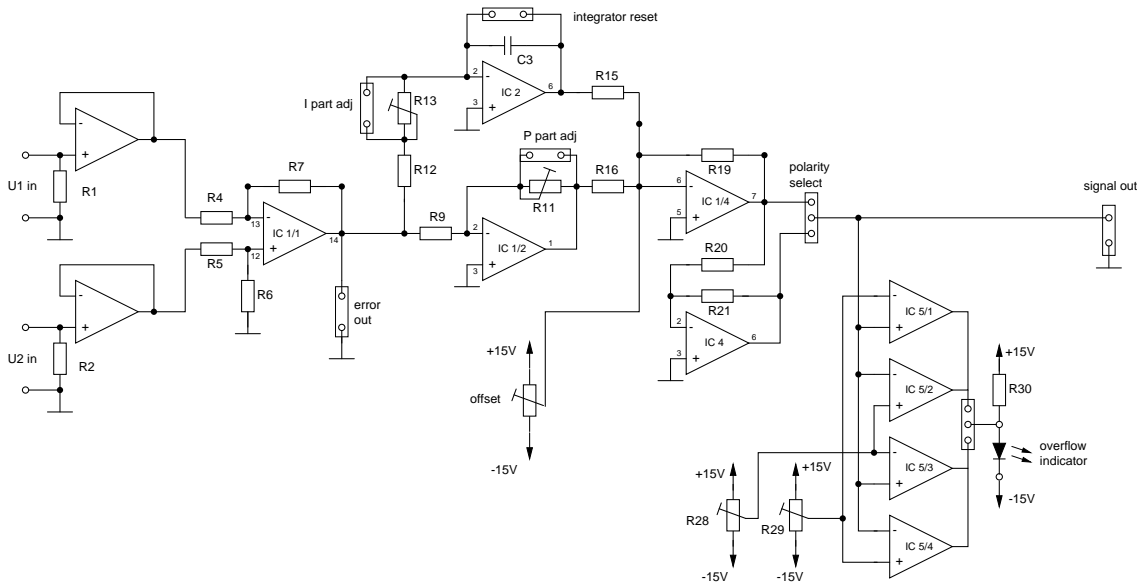 integrator reset
C3
2
-
IC 2
6
3
+
R15
I part adj
R13
P part adj
R12
R7
R16
R19
R11
polarity
select
signal out
-
+
U1 in
R1
R4
13
-
IC 1/1
14
R5
12
+
R6
R9
2
-
IC 1/2
1
3
+
6
-
IC 1/4
7
5
+
R20
R21
2
-
IC 4
6
3
+
error
out
-
+
U2 in
R2
+15V
offset
-15V
-
IC 5/1
+
-
IC 5/2
+
-
IC 5/3
+
-
IC 5/4
+
+15V
R30
overflow
indicator
-15V
+15V
R28
-15V
+15V
R29
-15V